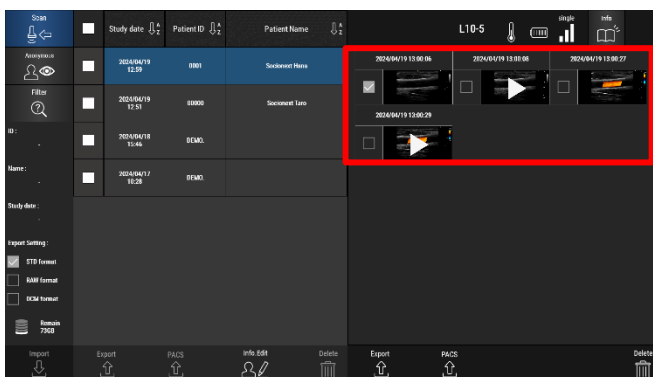 Scan
Study date
Patient ID
Patient Name
L10-5
single
Info
Anonymous
2024/04/19
12:59
0001
Socionext Hano
2024/04/19 13:00:06
2024/04/19 13:00:08
2024/04/19 13:00:27
Filter
2024/04/19
12:51
00000
Socionext Taro
2024/04/19 13:00:29
ID :
2024/04/18
15:46
DEMO.
Name :
2024/04/17
10:28
DEMO.
Study date :
Export Setting :
STD format
RAW format
DCM format
Remain
73GB
Import
Export
PACS
Info.Edit
Delete
Export
PACS
Delete